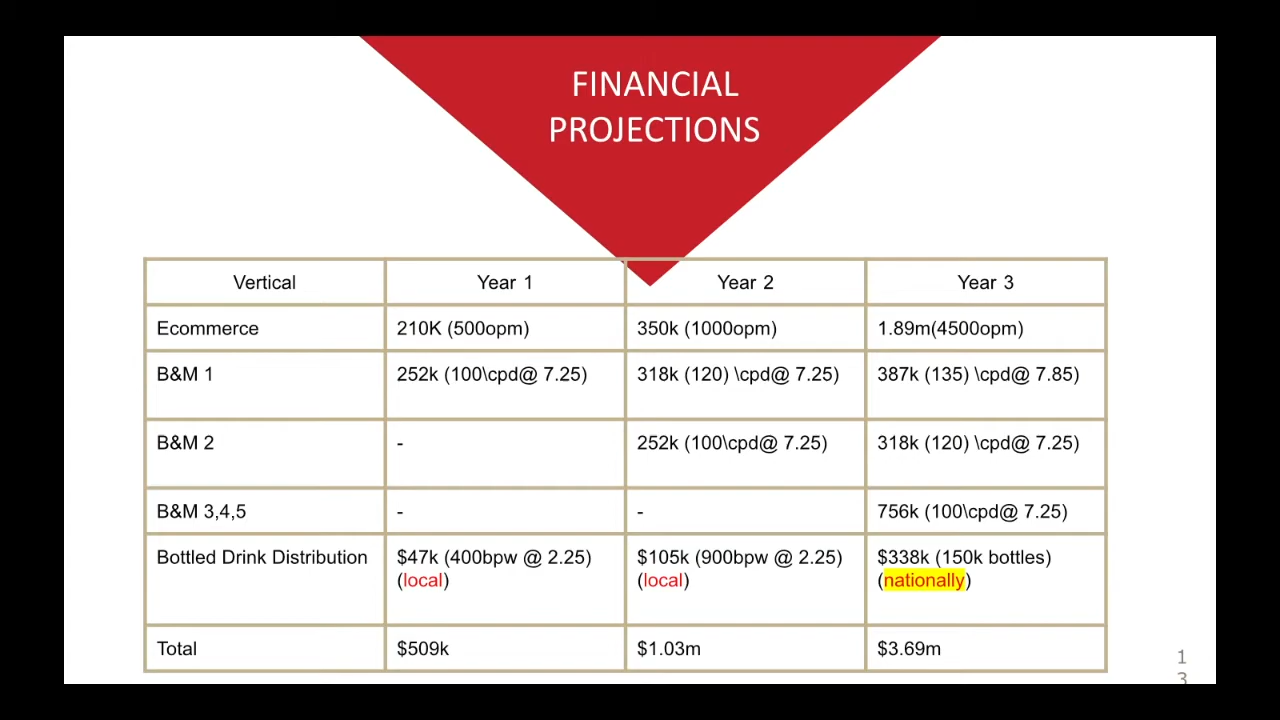 FINANCIAL
PROJECTIONS
Vertical Year 1 Year 2 Year 3
Ecommerce 210K (500opm) 350k (1000opm) 1.89m(4500opm)
B&M 1 252k (100\cpd@ 7.25) 318k (120) \cpd@ 7.25) 387k (135) \cpd@ 7.85)
B&M 2 - 252k (100\cpd@ 7.25) 318k (120) \cpd@ 7.25)
B&M 3,4,5 - - 756k (100\cpd@ 7.25)
Bottled Drink Distribution $47k (400bpw @ 2.25) $105k (900bpw @ 2.25) $338k (150k bottles)
(local) (local) (nationally)
Total $509k $1.03m $3.69m
1
3